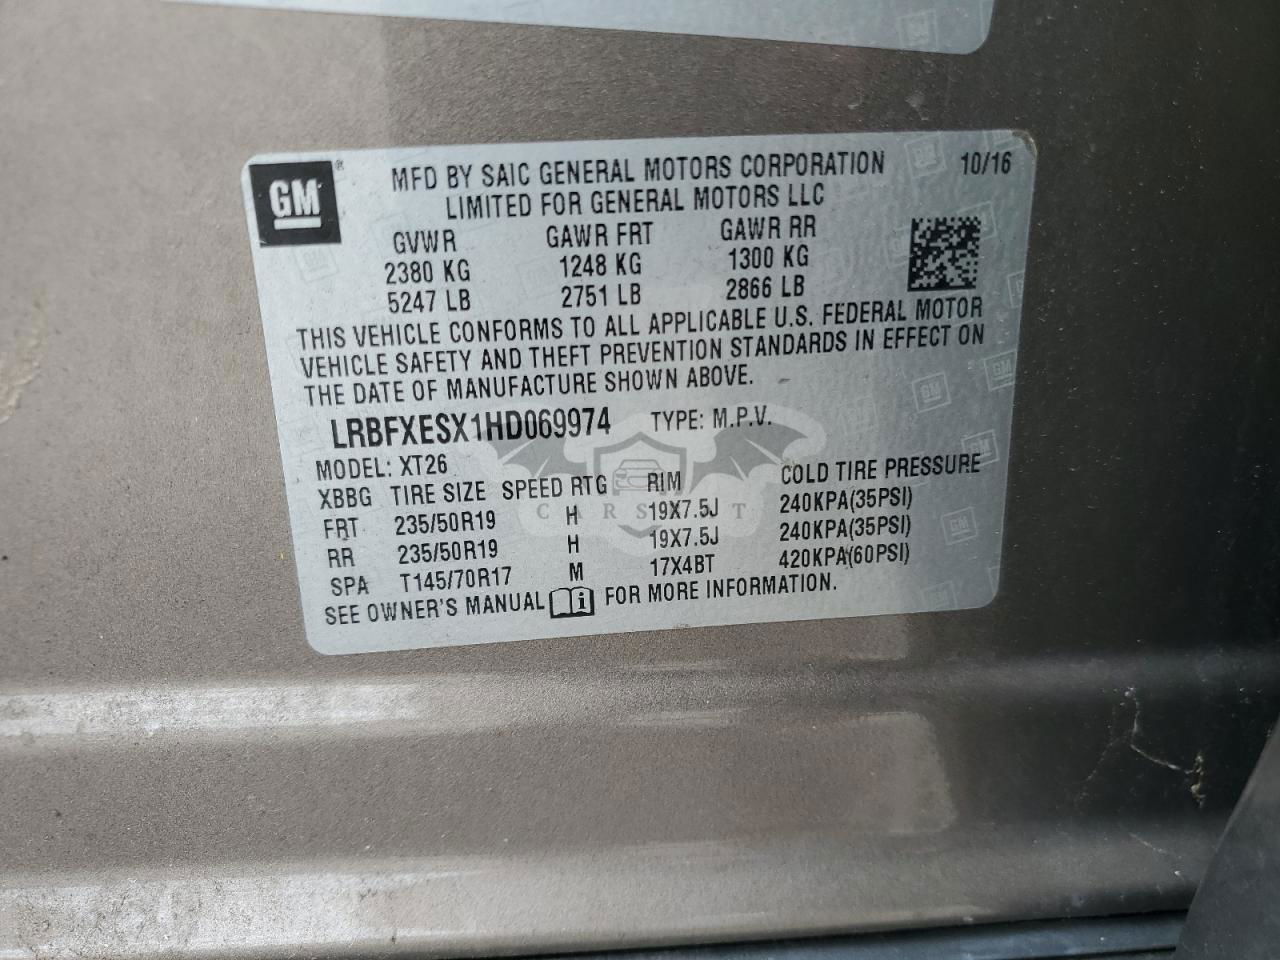 GM ® MFD BY SAIC GENERAL MOTORS CORPORATION 10/16
LIMITED FOR GENERAL MOTORS LLC
GVWR GAWR FRT GAWR RR
2380 KG 1248 KG 1300 KG
5247 LB 2751 LB 2866 LB
THIS VEHICLE CONFORMS TO ALL APPLICABLE U.S. FEDERAL MOTOR
VEHICLE SAFETY AND THEFT PREVENTION STANDARDS IN EFFECT ON
THE DATE OF MANUFACTURE SHOWN ABOVE.
LRBFXESX1HD069974 TYPE: M.P.V.
MODEL: XT26
XBBG TIRE SIZE SPEED RTG RIM COLD TIRE PRESSURE
FRT 235/50R19 H 19X7.5J 240KPA(35PSI)
RR 235/50R19 H 19X7.5J 240KPA(35PSI)
SPA T145/70R17 M 17X4BT 420KPA(60PSI)
SEE OWNER'S MANUAL i FOR MORE INFORMATION.